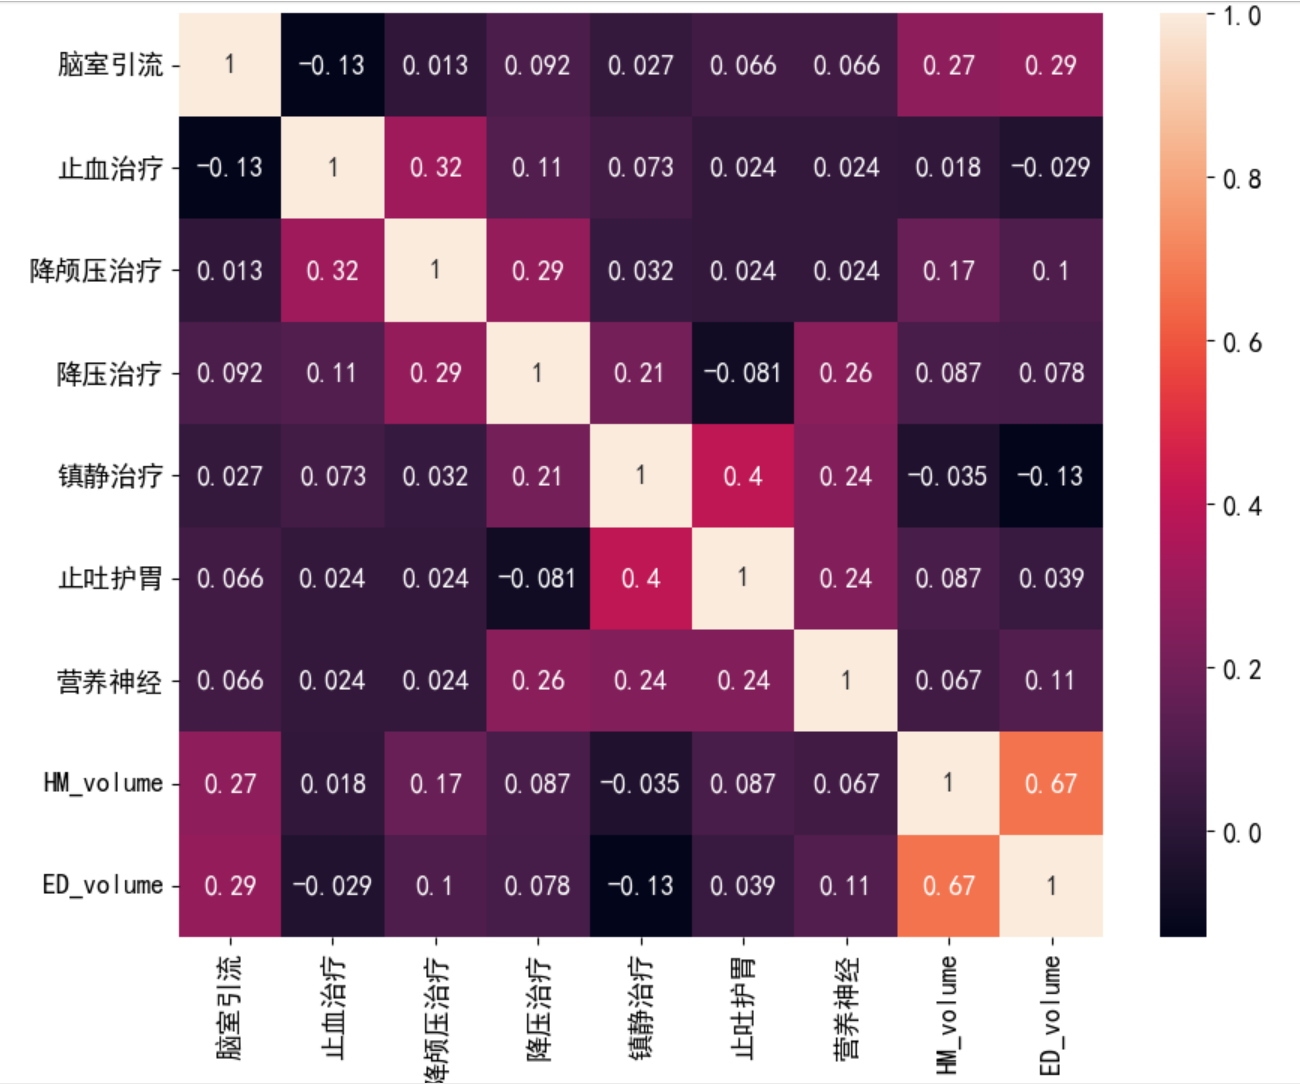 脑室引流 1 -0.13 0.013 0.092 0.027 0.066 0.066 0.27 0.29
止血治疗 -0.13 1 0.32 0.11 0.073 0.024 0.024 0.018 -0.029
降颅压治疗 0.013 0.32 1 0.29 0.032 0.024 0.024 0.17 0.1
降压治疗 0.092 0.11 0.29 1 0.21 -0.081 0.26 0.087 0.078
镇静治疗 0.027 0.073 0.032 0.21 1 0.4 0.24 -0.035 -0.13
止吐护胃 0.066 0.024 0.024 -0.081 0.4 1 0.24 0.087 0.039
营养神经 0.066 0.024 0.024 0.26 0.24 0.24 1 0.067 0.11
HM_volume 0.27 0.018 0.17 0.087 -0.035 0.087 0.067 1 0.67
ED_volume 0.29 -0.029 0.1 0.078 -0.13 0.039 0.11 0.67 1
脑室引流 止血治疗 降颅压治疗 降压治疗 镇静治疗 止吐护胃 营养神经 HM_volume ED_volume
1.0
0.8
0.6
0.4
0.2
0.0